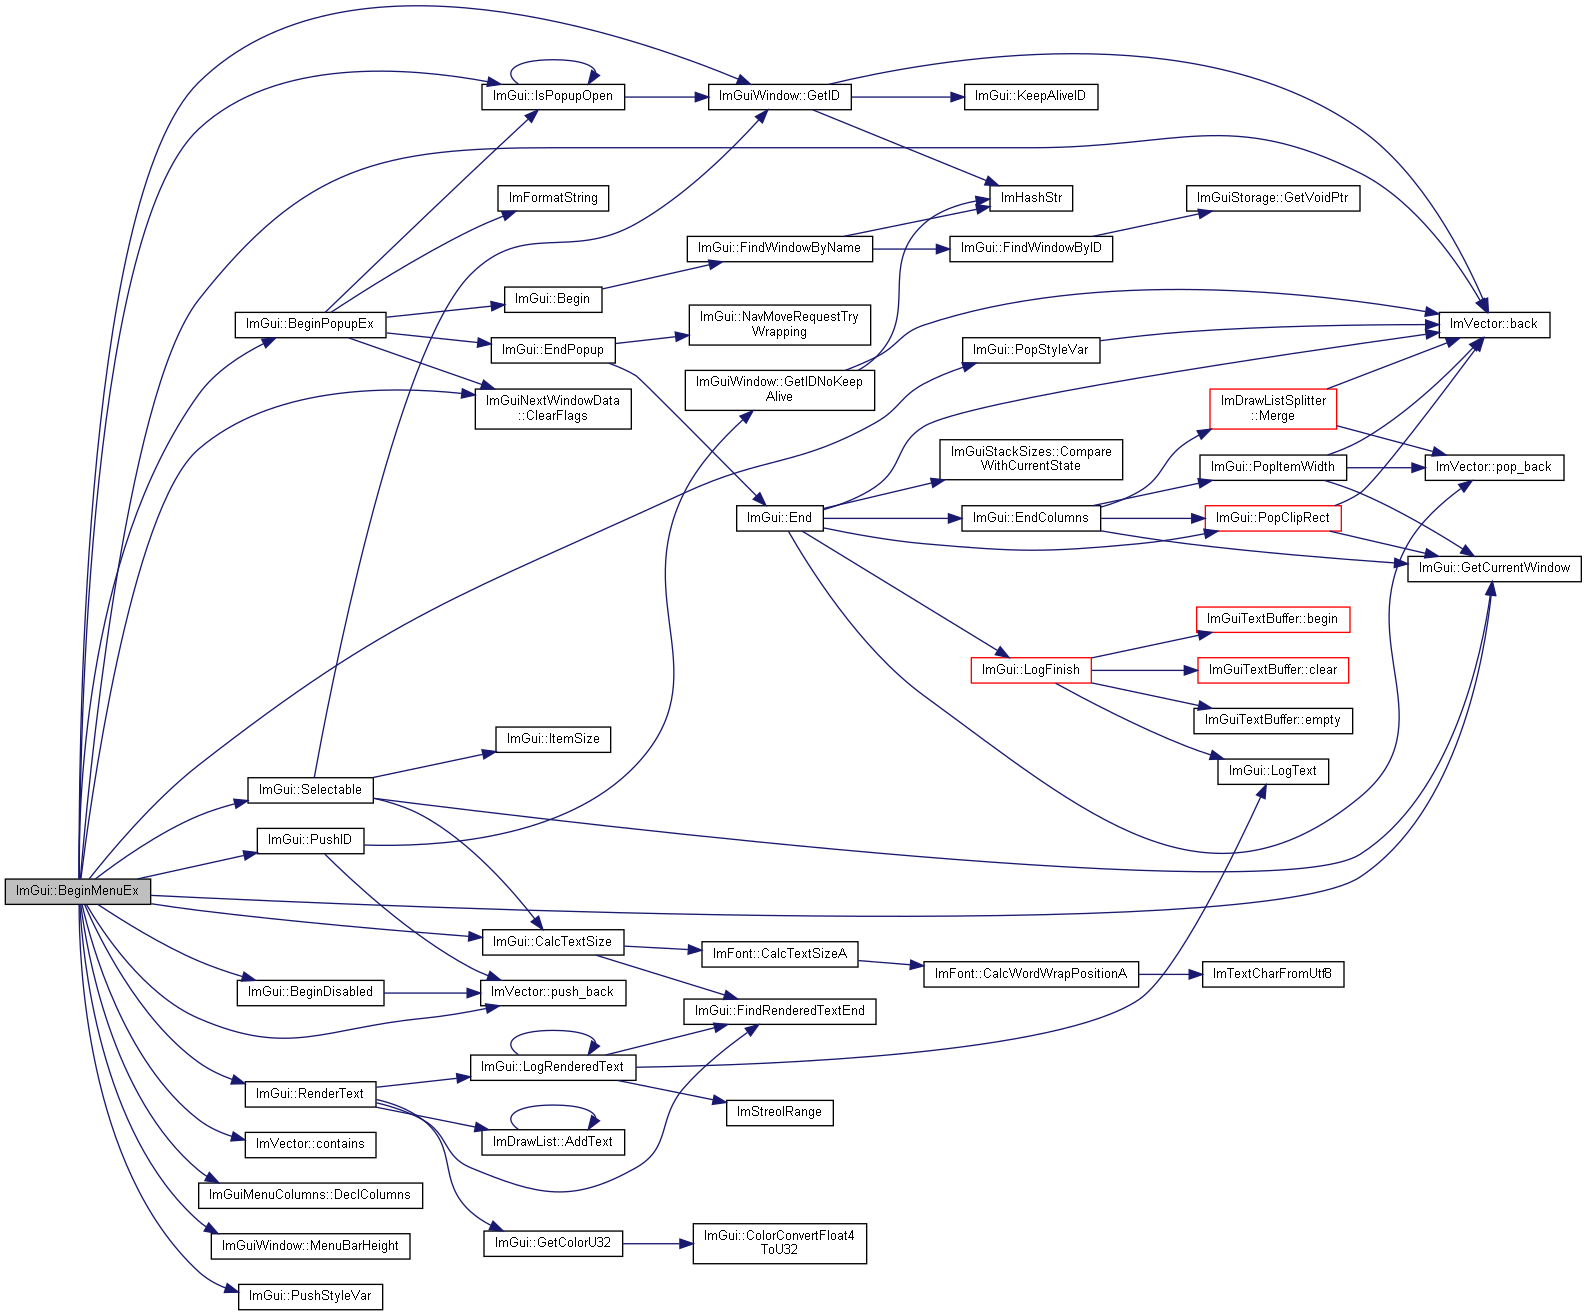 ImGui::IsPopupOpen
ImGuiWindow::GetID
ImGui::KeepAliveID
ImFormatString
ImHashStr
ImGuiStorage::GetVoidPtr
ImGui::FindWindowByName
ImGui::FindWindowByID
ImGui::Begin
ImGui::BeginPopupEx
ImGui::NavMoveRequestTry
Wrapping
ImVector::back
ImGui::EndPopup
ImGui::PopStyleVar
ImGuiWindow::GetIDNoKeep
Alive
ImGuiNextWindowData
::ClearFlags
ImDrawListSplitter
::Merge
ImGuiStackSizes::Compare
WithCurrentState
ImGui::PopItemWidth
ImVector::pop_back
ImGui::End
ImGui::EndColumns
ImGui::PopClipRect
ImGui::GetCurrentWindow
ImGuiTextBuffer::begin
ImGui::LogFinish
ImGuiTextBuffer::clear
ImGuiTextBuffer::empty
ImGui::ItemSize
ImGui::LogText
ImGui::Selectable
ImGui::PushID
ImGui::BeginMenuEx
ImGui::CalcTextSize
ImFont::CalcTextSizeA
ImFont::CalcWordWrapPositionA
ImTextCharFromUtf8
ImGui::BeginDisabled
ImVector::push_back
ImGui::FindRenderedTextEnd
ImGui::LogRenderedText
ImGui::RenderText
ImStreolRange
ImVector::contains
ImDrawList::AddText
ImGuiMenuColumns::DeclColumns
ImGuiWindow::MenuBarHeight
ImGui::GetColorU32
ImGui::ColorConvertFloat4
ToU32
ImGui::PushStyleVar